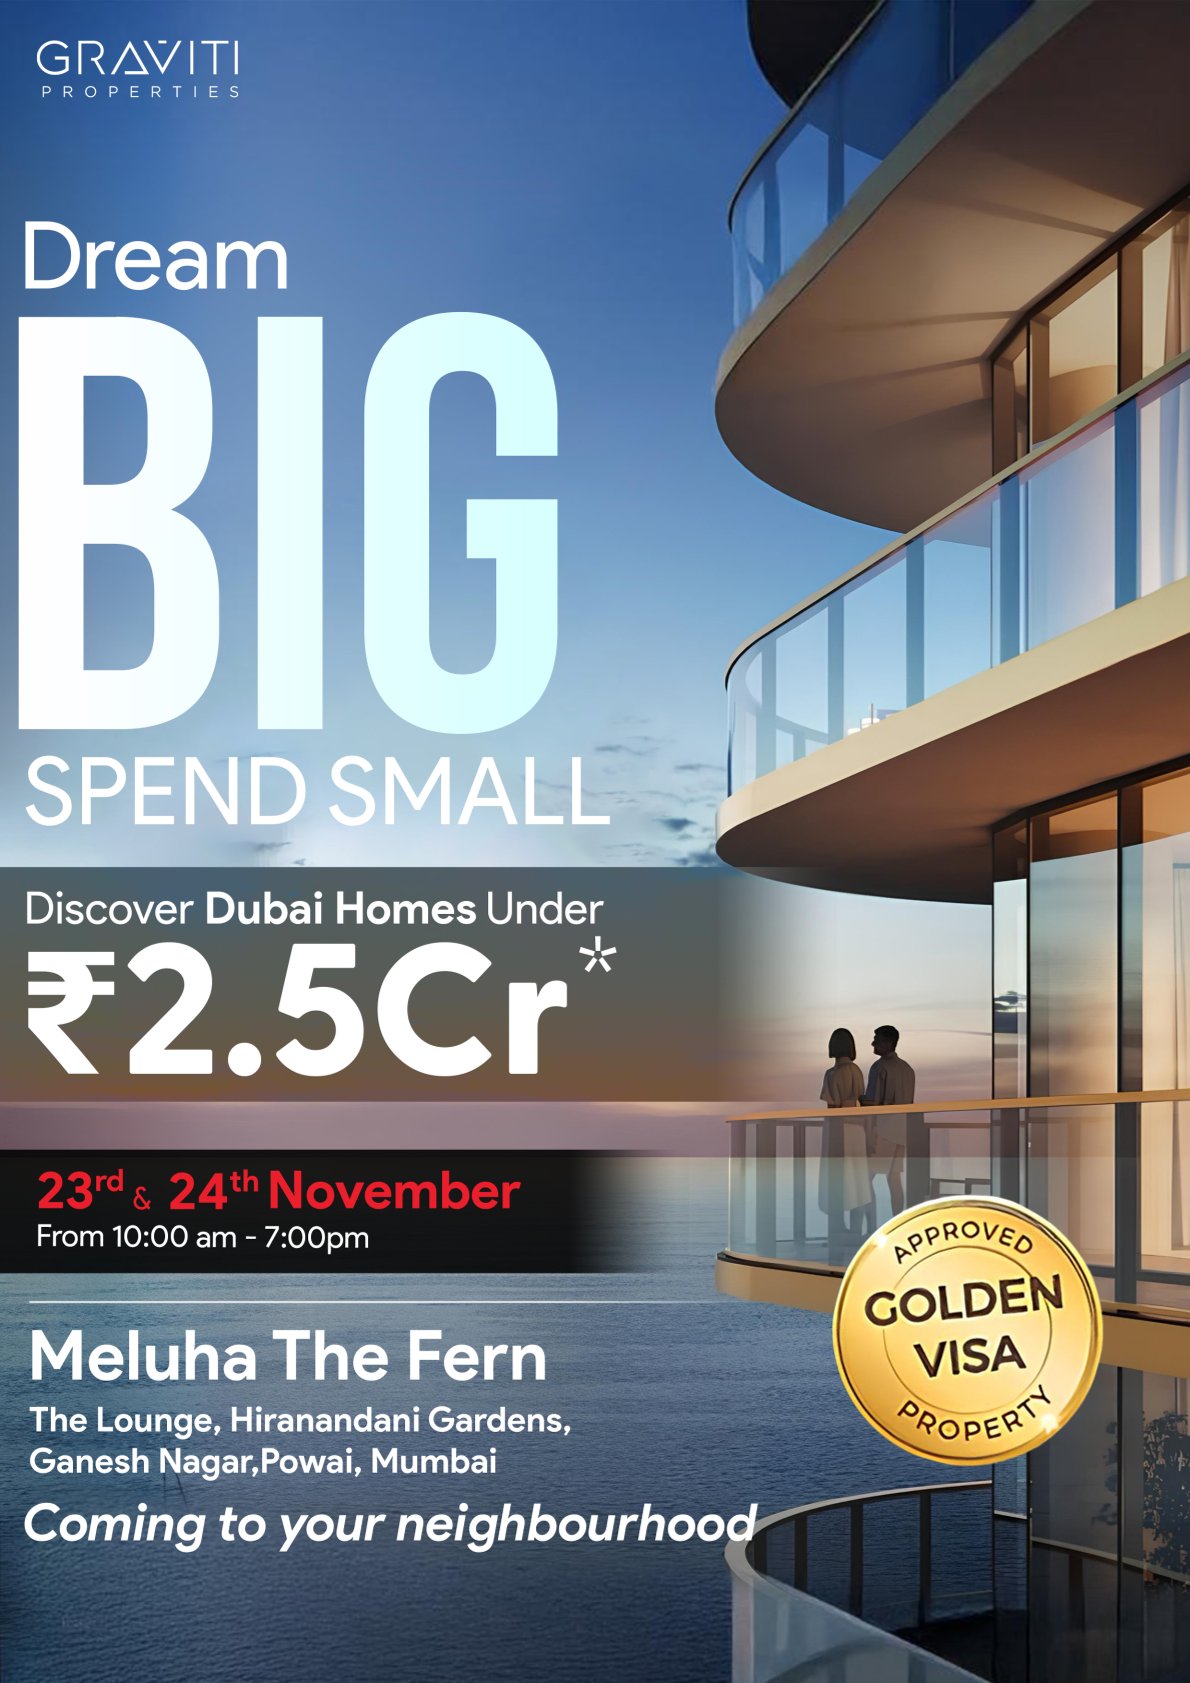 GRAVITI
PROPERTIES
Dream
BIG
SPEND SMALL
Discover Dubai Homes Under
₹2.5Cr*
23rd & 24th November
From 10:00 am - 7:00pm
APPROVED
GOLDEN
VISA
PROPERTY
Meluha The Fern
The Lounge, Hiranandani Gardens,
Ganesh Nagar,Powai, Mumbai
Coming to your neighbourhood